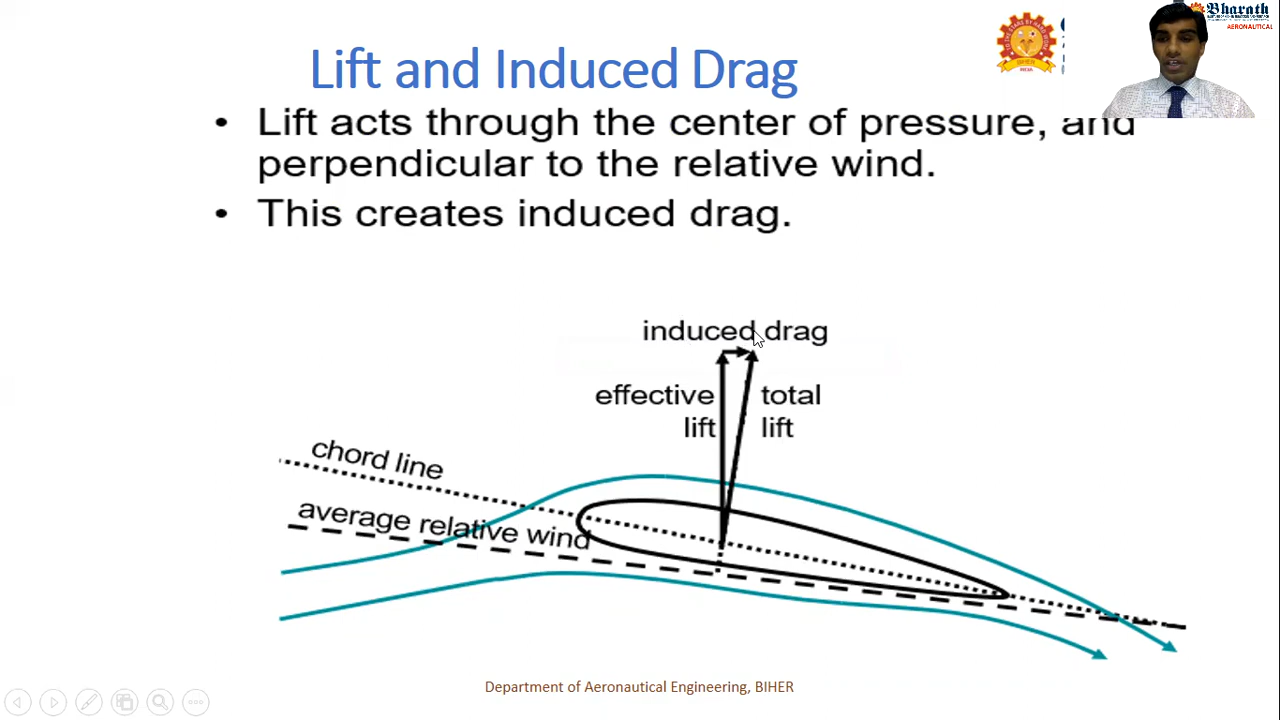 Lift and Induced Drag
Bharath
AERONAUTICAL
BIHER
• Lift acts through the center of pressure, and
perpendicular to the relative wind.
• This creates induced drag.
induced drag
effective
lift
total
lift
chord line
average relative wind
Department of Aeronautical Engineering, BIHER